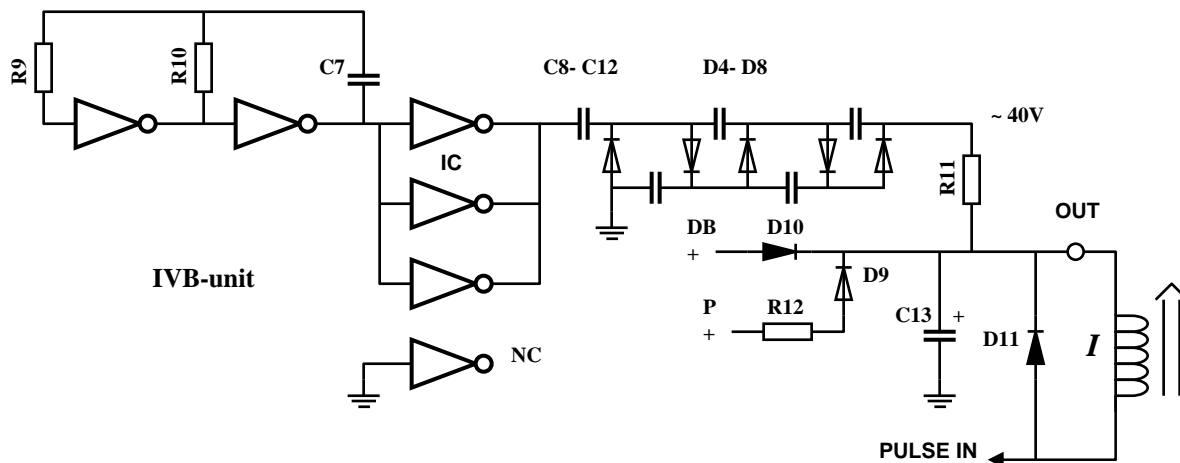 R9
R10
C7
C8- C12
D4- D8
~ 40V
IC
R11
OUT
DB
+
D10
IVB-unit
D9
P
+
R12
C13
+
D11
I
NC
PULSE IN